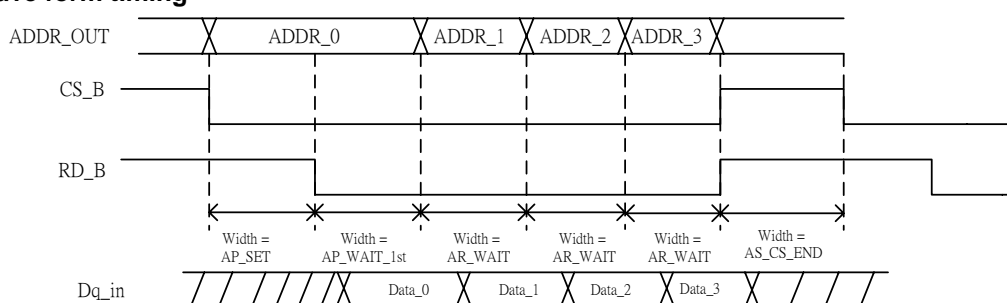 ADDR_OUT ADDR_0 ADDR_1 ADDR_2 ADDR_3
CS_B
RD_B
Width = AP_SET
Width = AP_WAIT_1st
Width = AR_WAIT
Width = AR_WAIT
Width = AR_WAIT
Width = AS_CS_END
Dq_in Data_0 Data_1 Data_2 Data_3